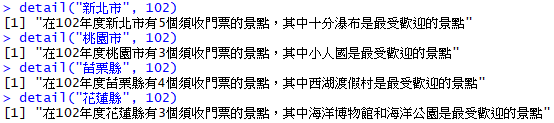 > detail("新北市", 102)
[1] "在102年度新北市有5個須收門票的景點，其中十分瀑布是最受歡迎的景點"
> detail("桃園市", 102)
[1] "在102年度桃園市有3個須收門票的景點，其中小人國是最受歡迎的景點"
> detail("苗栗縣", 102)
[1] "在102年度苗栗縣有4個須收門票的景點，其中西湖渡假村是最受歡迎的景點"
> detail("花蓮縣", 102)
[1] "在102年度花蓮縣有3個須收門票的景點，其中海洋博物館和海洋公園是最受歡迎的景點"